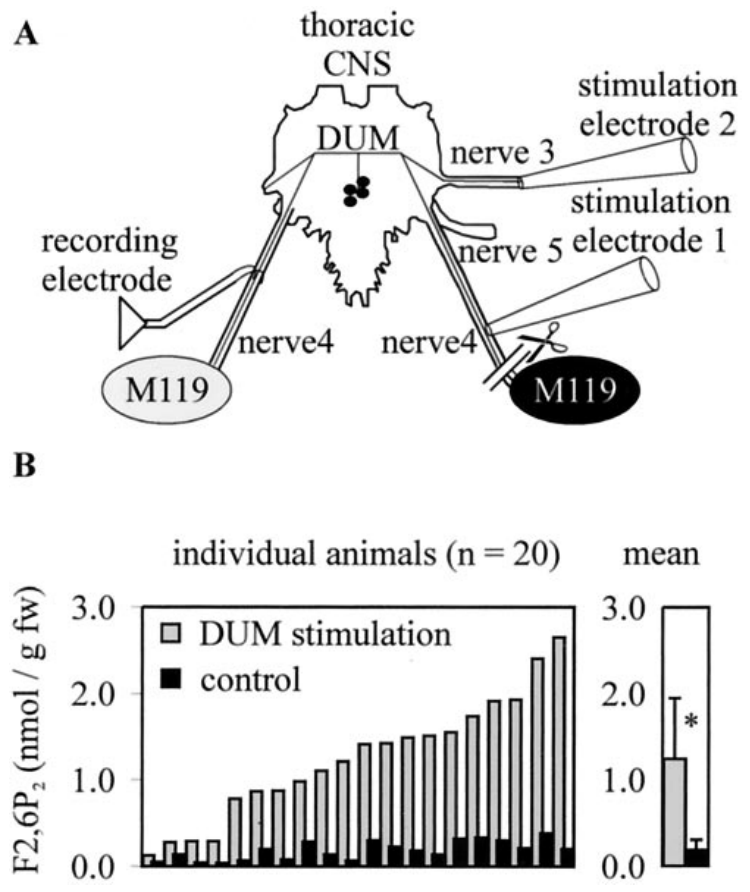 A
thoracic
CNS
stimulation
electrode 2
DUM
nerve 3
stimulation
electrode 1
recording
electrode
nerve 5
nerve4
nerve4
M119
M119
B
individual animals (n = 20)
mean
F2,6P₂ (nmol / g fw)
3.0
2.0
1.0
0.0
DUM stimulation
control
3.0
2.0
1.0
0.0
*